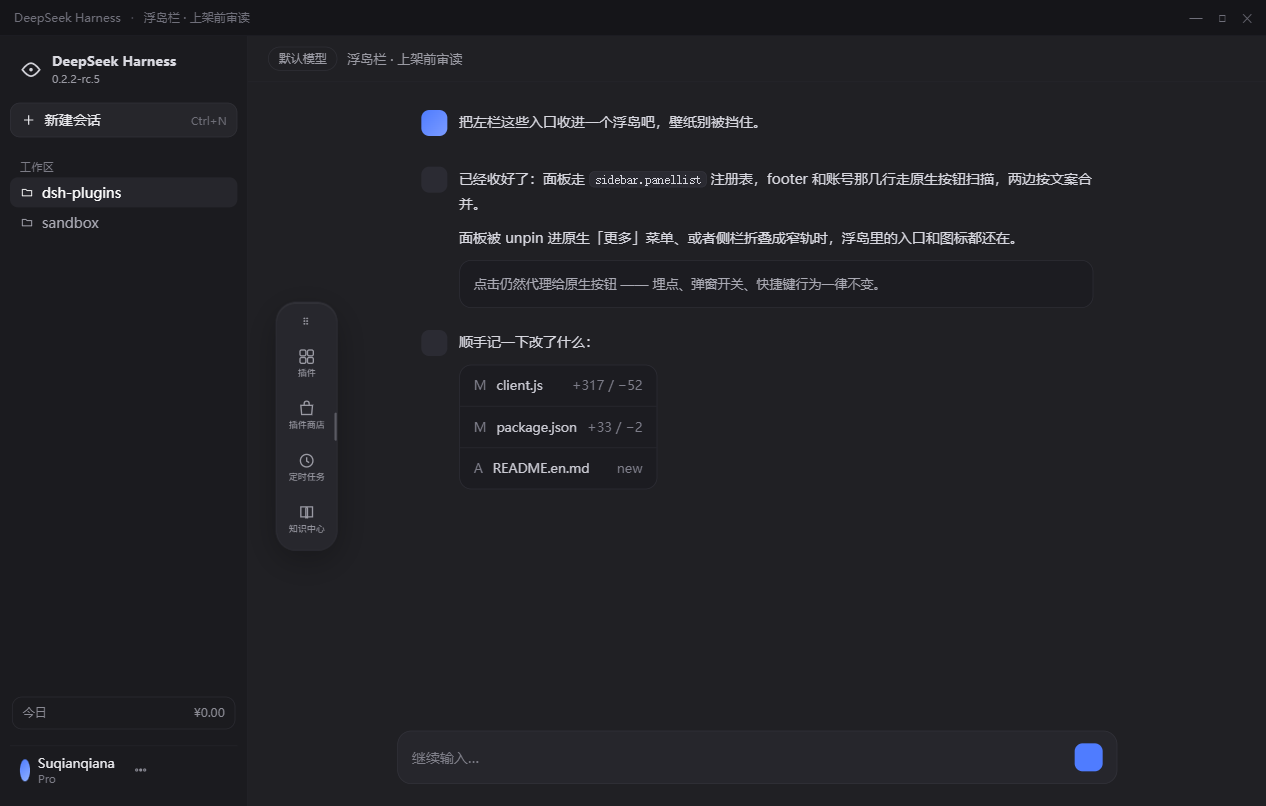 DeepSeek Harness · 浮岛栏 · 上架前审读
DeepSeek Harness
0.2.2-rc.5
新建会话 Ctrl+N
工作区
dsh-plugins
sandbox
今日 ¥0.00
Suqianqiana
Pro
默认模型 浮岛栏 · 上架前审读
插件
插件商店
定时任务
知识中心
把左栏这些入口收进一个浮岛吧，壁纸别被挡住。
已经收好了：面板走 sidebar.panellist 注册表，footer 和账号那几行走原生按钮扫描，两边按文案合
并。
面板被 unpin 进原生「更多」菜单、或者侧栏折叠成窄轨时，浮岛里的入口和图标都还在。
点击仍然代理给原生按钮 —— 埋点、弹窗开关、快捷键行为一律不变。
顺手记一下改了什么：
M client.js +317 / −52
M package.json +33 / −2
A README.en.md new
继续输入...